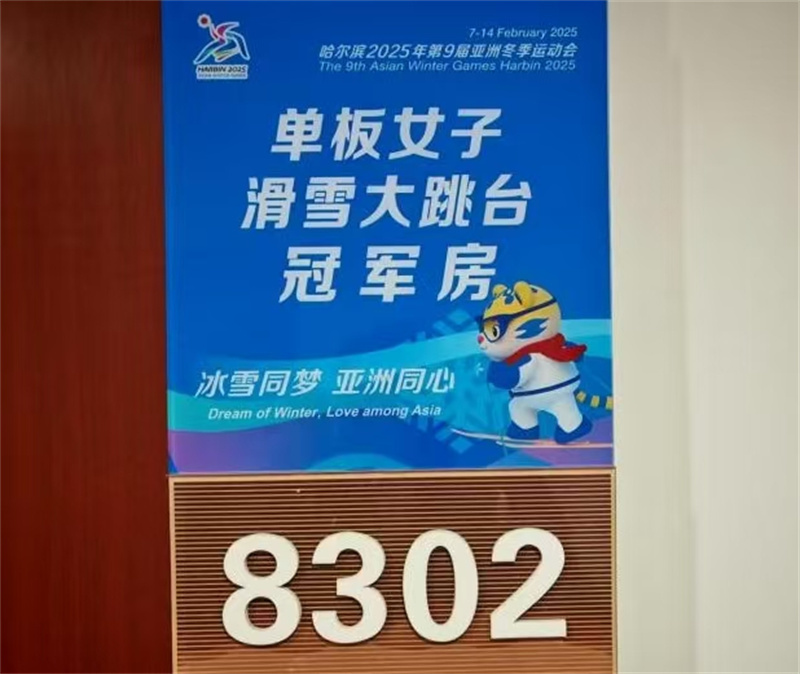 7-14 February 2025
哈尔滨2025年第9届亚洲冬季运动会
The 9th Asian Winter Games Harbin 2025
HARBIN 2025
单板女子
滑雪大跳台
冠军房
冰雪同梦 亚洲同心
Dream of Winter, Love among Asia
8302